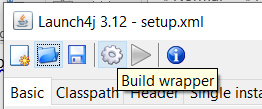 Launch4j 3.12 - setup.xml
Build wrapper
Basic Classpath Header Single insta